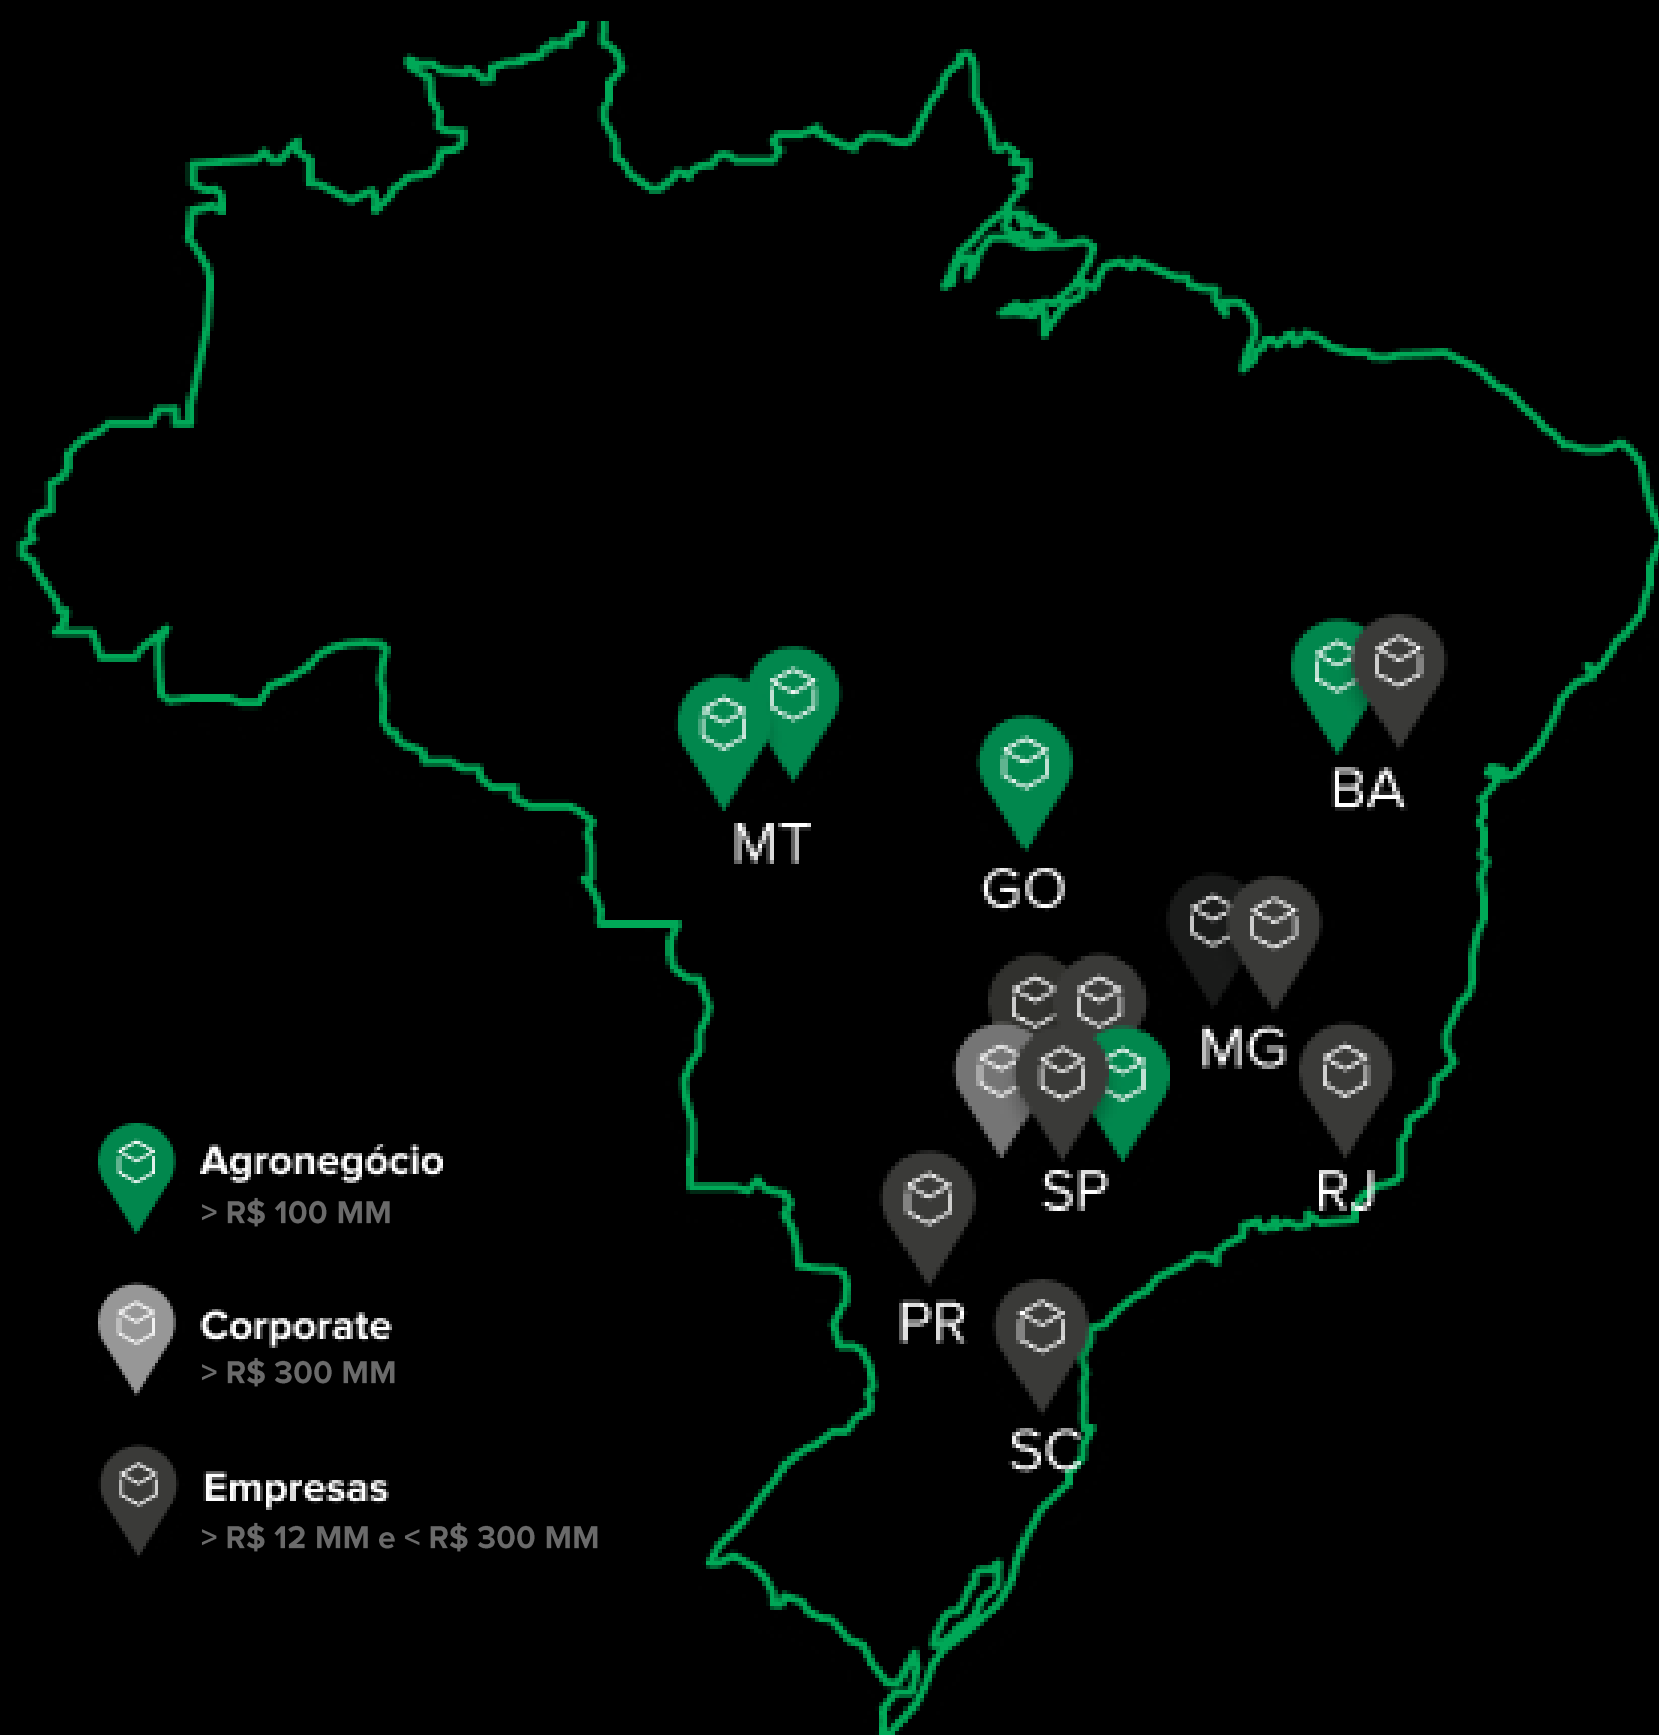 BA
MT
GO
MG
SP
RJ
PR
SC
Agronegócio
> R$ 100 MM
Corporate
> R$ 300 MM
Empresas
> R$ 12 MM e < R$ 300 MM